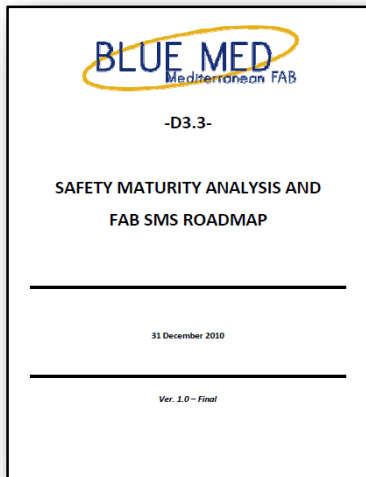 BLUE MED
Mediterranean FAB
-D3.3-
SAFETY MATURITY ANALYSIS AND
FAB SMS ROADMAP
31 December 2010
Ver. 1.0 – Final